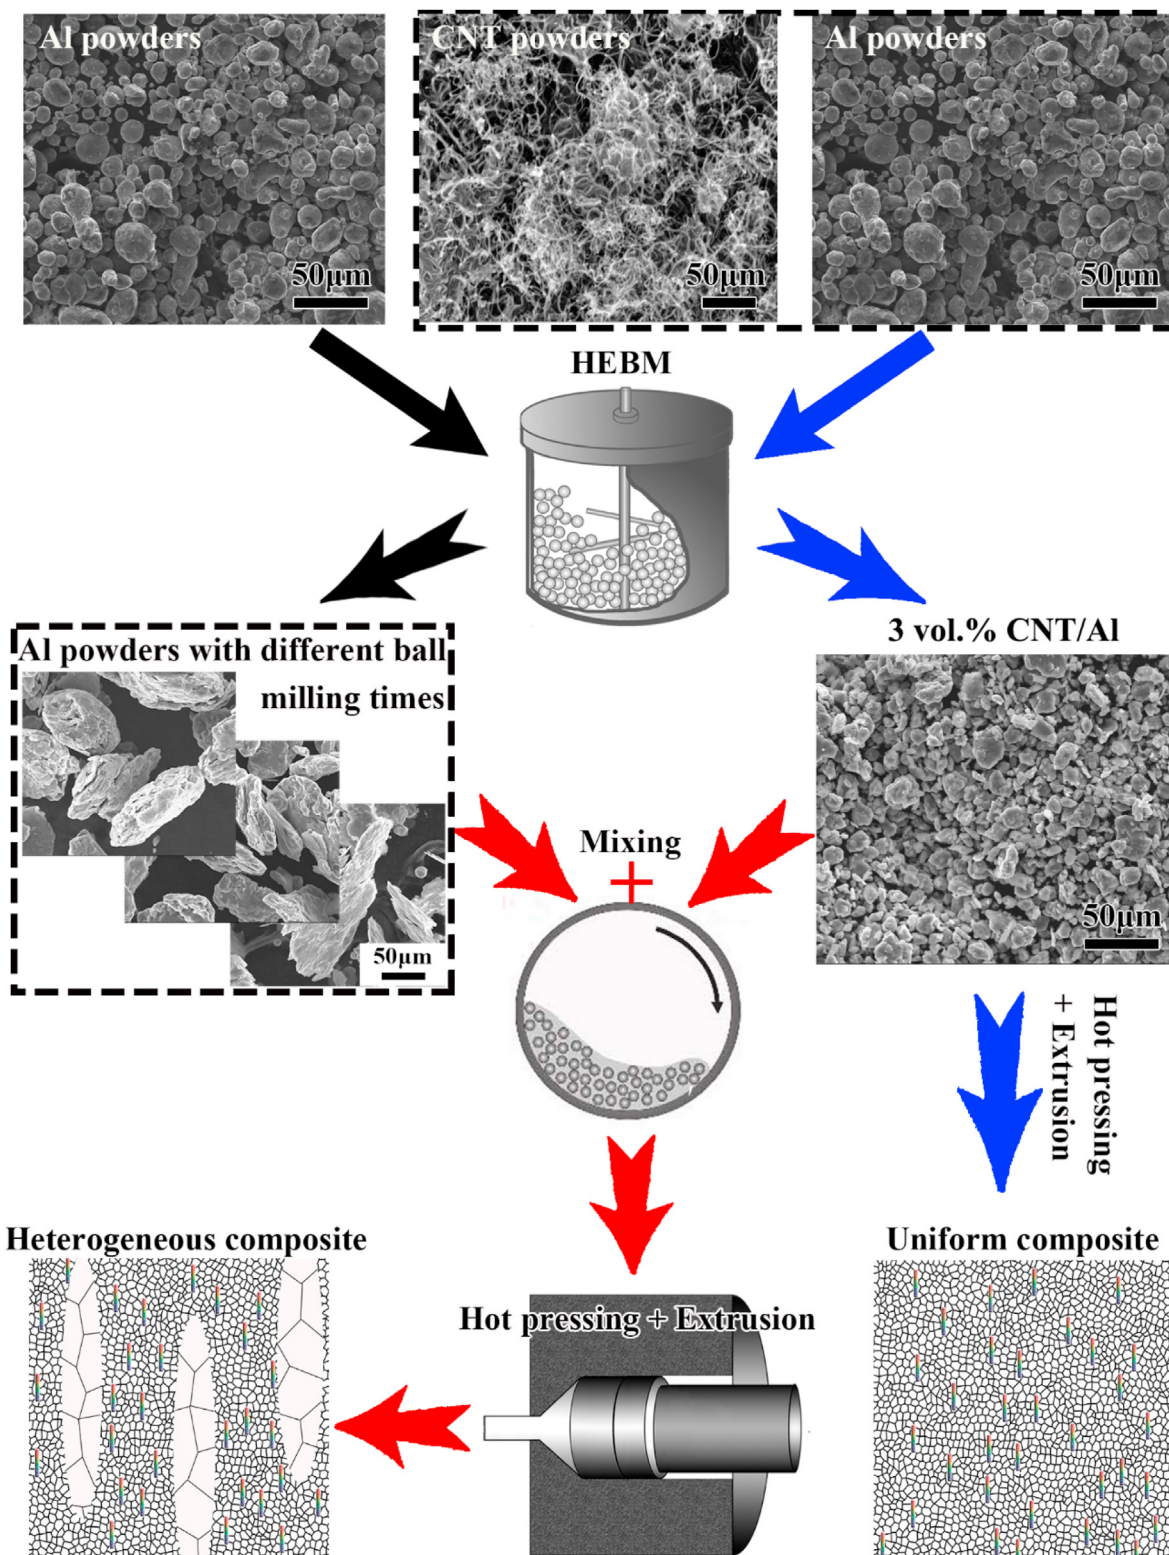 Al powders
CNT powders
Al powders
50μm
50μm
50μm
HEBM
Al powders with different ball
milling times
3 vol.% CNT/Al
Mixing
50μm
50μm
Hot pressing
+ Extrusion
Heterogeneous composite
Uniform composite
Hot pressing + Extrusion